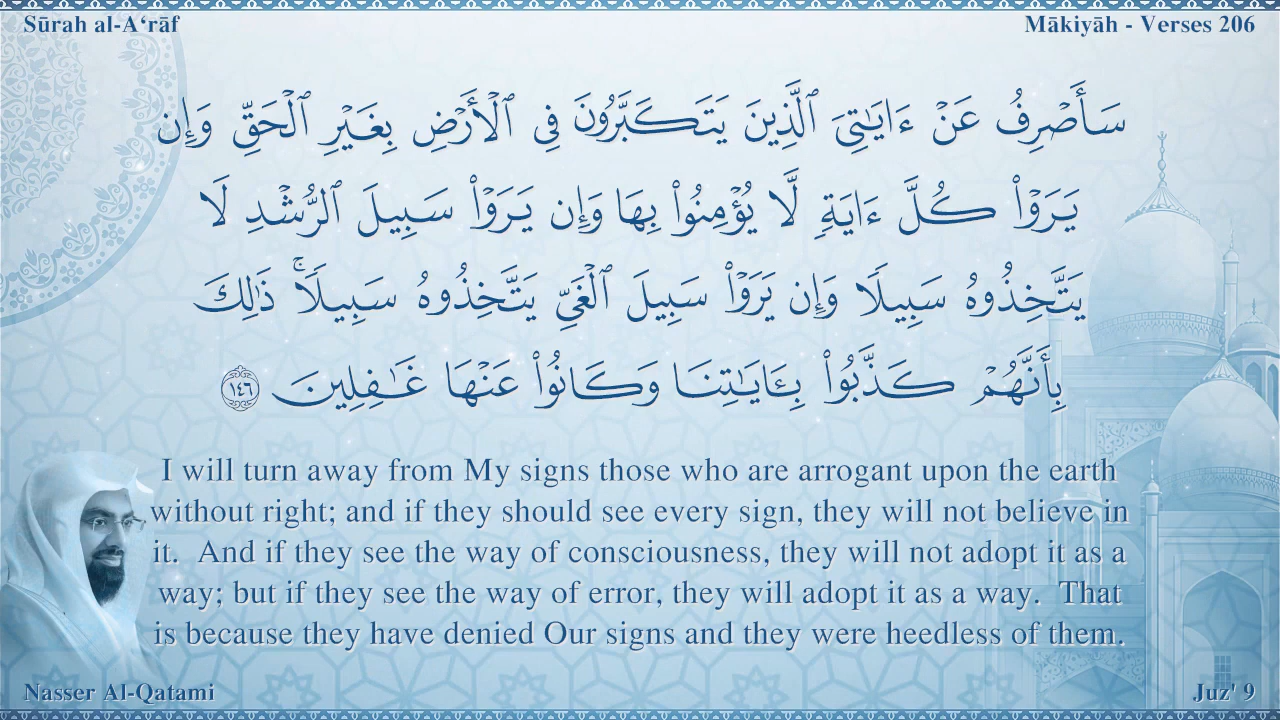 Sūrah al-A‘rāf
Mākiyāh - Verses 206
سَأَصْرِفُ عَنْ ءَايَـٰتِىَ ٱلَّذِينَ يَتَكَبَّرُونَ فِى ٱلْأَرْضِ بِغَيْرِ ٱلْحَقِّ وَإِن
يَرَوْا۟ كُلَّ ءَايَةٍ لَّا يُؤْمِنُوا۟ بِهَا وَإِن يَرَوْا۟ سَبِيلَ ٱلرُّشْدِ لَا
يَتَّخِذُوهُ سَبِيلًا وَإِن يَرَوْا۟ سَبِيلَ ٱلْغَىِّ يَتَّخِذُوهُ سَبِيلًا ۚ ذَٰلِكَ
بِأَنَّهُمْ كَذَّبُوا۟ بِـَٔايَـٰتِنَا وَكَانُوا۟ عَنْهَا غَـٰفِلِينَ ١٤٦
I will turn away from My signs those who are arrogant upon the earth
without right; and if they should see every sign, they will not believe in
it.  And if they see the way of consciousness, they will not adopt it as a
way; but if they see the way of error, they will adopt it as a way.  That
is because they have denied Our signs and they were heedless of them.
Nasser Al-Qatami
Juz' 9